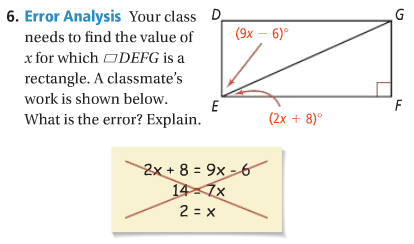 6. Error Analysis Your class
needs to find the value of
x for which ▱DEFG is a
rectangle. A classmate's
work is shown below.
What is the error? Explain.
D
G
(9x − 6)°
E
F
(2x + 8)°
2x + 8 = 9x - 6
14 = 7x
2 = x